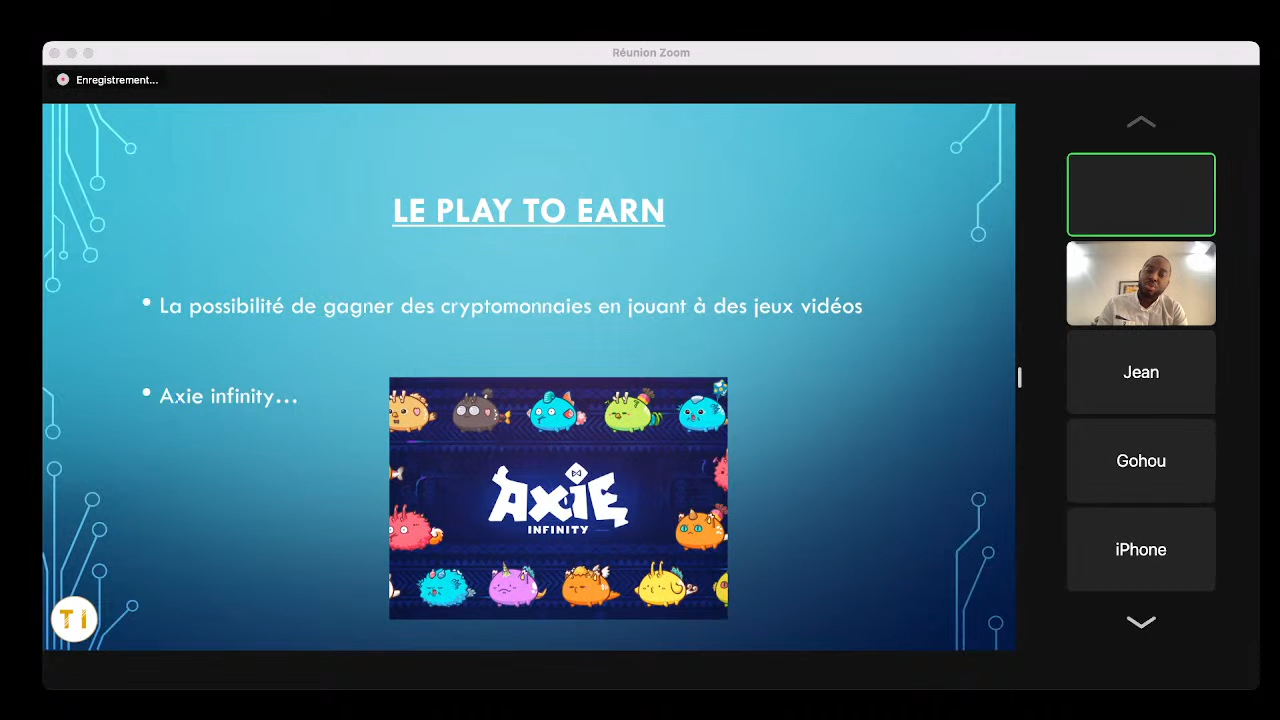 Réunion Zoom
Enregistrement...
LE PLAY TO EARN
• La possibilité de gagner des cryptomonnaies en jouant à des jeux vidéos
• Axie infinity...
AXIE
INFINITY
T I
Jean
Gohou
iPhone